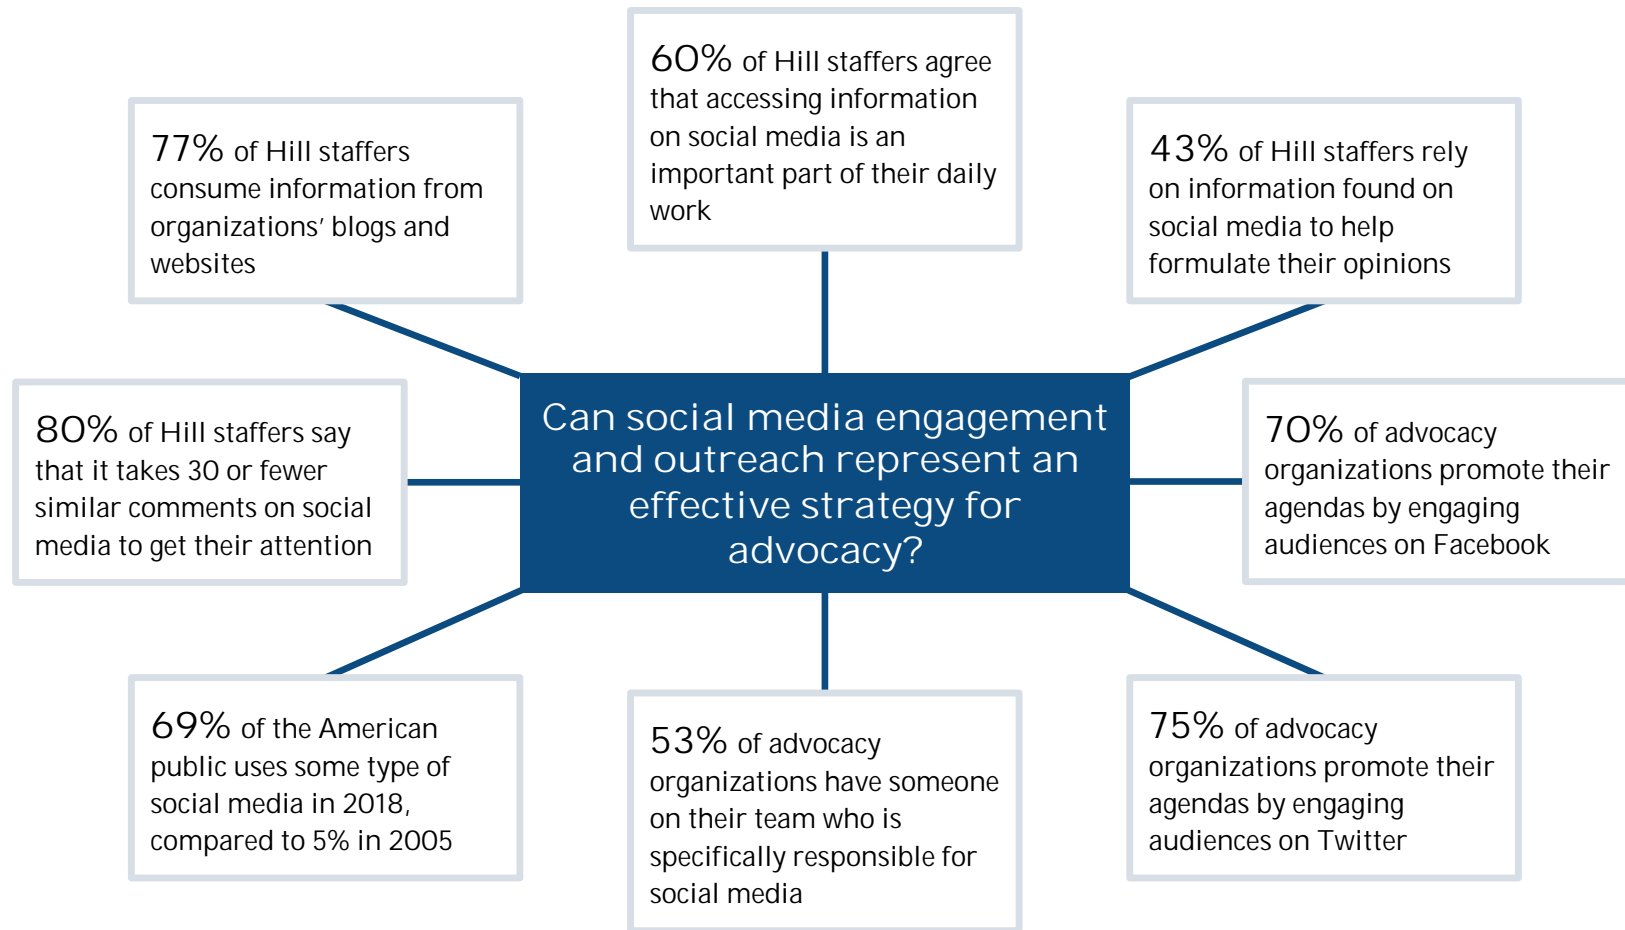 60% of Hill staffers agree
that accessing information
on social media is an
important part of their daily
work
77% of Hill staffers
consume information from
organizations’ blogs and
websites
43% of Hill staffers rely
on information found on
social media to help
formulate their opinions
80% of Hill staffers say
that it takes 30 or fewer
similar comments on social
media to get their attention
Can social media engagement
and outreach represent an
effective strategy for
advocacy?
70% of advocacy
organizations promote their
agendas by engaging
audiences on Facebook
69% of the American
public uses some type of
social media in 2018,
compared to 5% in 2005
53% of advocacy
organizations have someone
on their team who is
specifically responsible for
social media
75% of advocacy
organizations promote their
agendas by engaging
audiences on Twitter